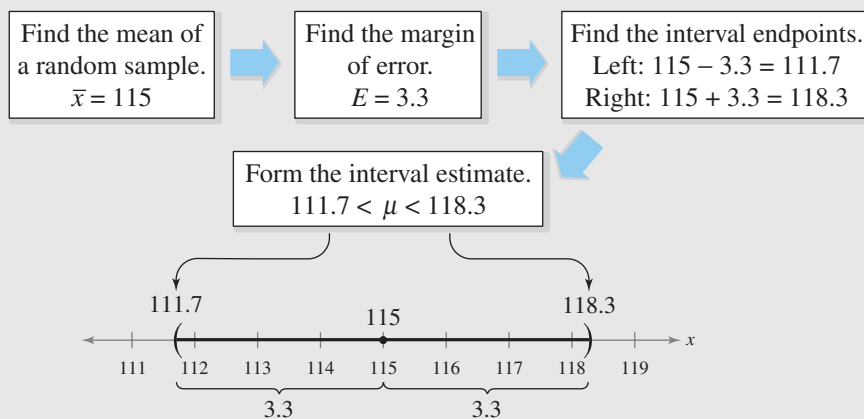 Find the mean of
a random sample.
x̄ = 115
Find the margin
of error.
E = 3.3
Find the interval endpoints.
Left: 115 – 3.3 = 111.7
Right: 115 + 3.3 = 118.3
Form the interval estimate.
111.7 < μ < 118.3
111.7
118.3
115
x
111 112 113 114 115 116 117 118 119
3.3 3.3